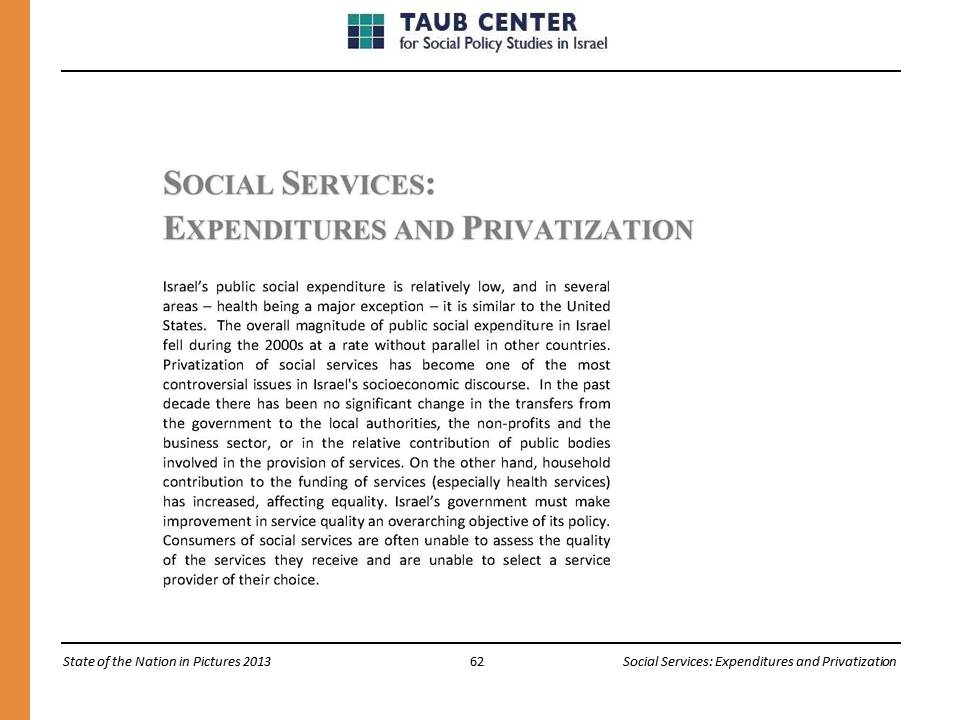 TAUB CENTER
for Social Policy Studies in Israel
SOCIAL SERVICES:
EXPENDITURES AND PRIVATIZATION
Israel’s public social expenditure is relatively low, and in several
areas – health being a major exception – it is similar to the United
States.  The overall magnitude of public social expenditure in Israel
fell during the 2000s at a rate without parallel in other countries.
Privatization of social services has become one of the most
controversial issues in Israel's socioeconomic discourse.  In the past
decade there has been no significant change in the transfers from
the government to the local authorities, the non-profits and the
business sector, or in the relative contribution of public bodies
involved in the provision of services. On the other hand, household
contribution to the funding of services (especially health services)
has increased, affecting equality. Israel’s government must make
improvement in service quality an overarching objective of its policy.
Consumers of social services are often unable to assess the quality
of the services they receive and are unable to select a service
provider of their choice.
State of the Nation in Pictures 2013
62
Social Services: Expenditures and Privatization